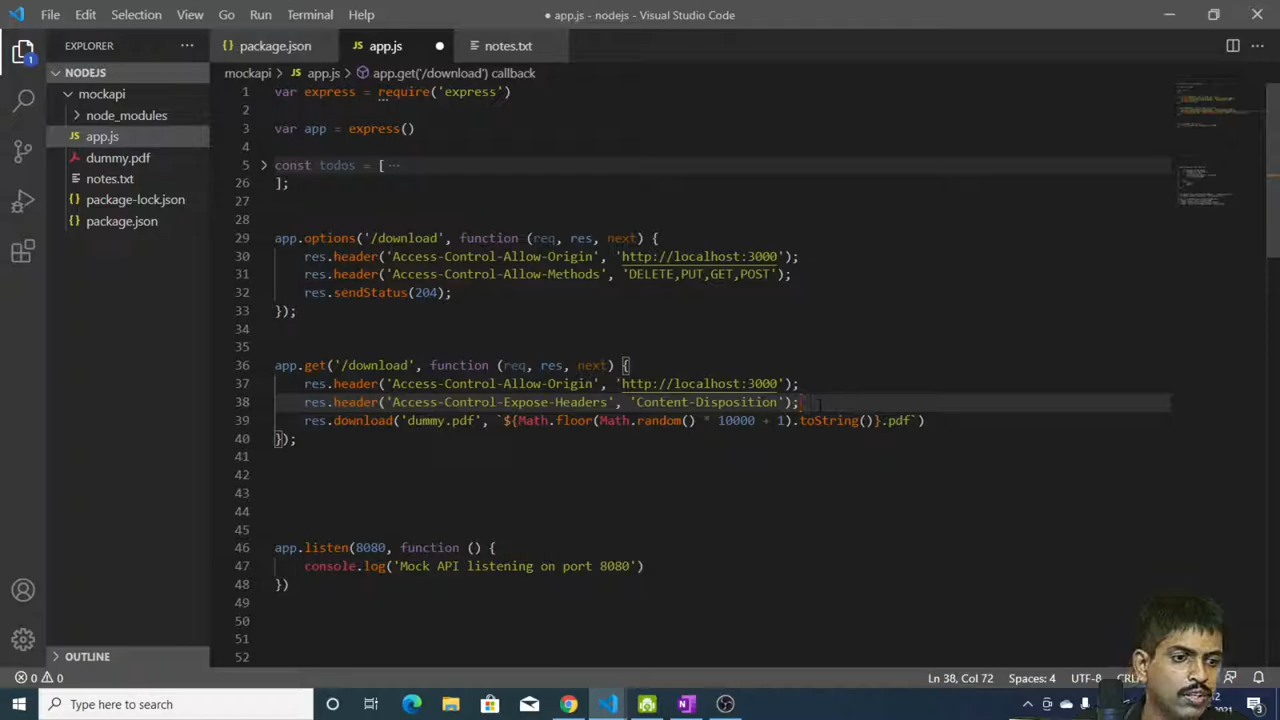 File Edit Selection View Go Run Terminal Help
● app.js - nodejs - Visual Studio Code
EXPLORER
package.json
JS app.js
notes.txt
NODEJS
mockapi > JS app.js > app.get('/download') callback
mockapi
node_modules
JS app.js
dummy.pdf
notes.txt
package-lock.json
package.json
1 var express = require('express')
2
3 var app = express()
4
5 const todos = [ ···
26 ];
27
28
29 app.options('/download', function (req, res, next) {
30 res.header('Access-Control-Allow-Origin', 'http://localhost:3000');
31 res.header('Access-Control-Allow-Methods', 'DELETE,PUT,GET,POST');
32 res.sendStatus(204);
33 });
34
35
36 app.get('/download', function (req, res, next) {
37 res.header('Access-Control-Allow-Origin', 'http://localhost:3000');
38 res.header('Access-Control-Expose-Headers', 'Content-Disposition');
39 res.download('dummy.pdf', `${Math.floor(Math.random() * 10000 + 1).toString()}.pdf`)
40 });
41
42
43
44
45
46 app.listen(8080, function () {
47 console.log('Mock API listening on port 8080')
48 })
49
50
51
52
OUTLINE
0 0
Ln 38, Col 72 Spaces: 4 UTF-8
Type here to search